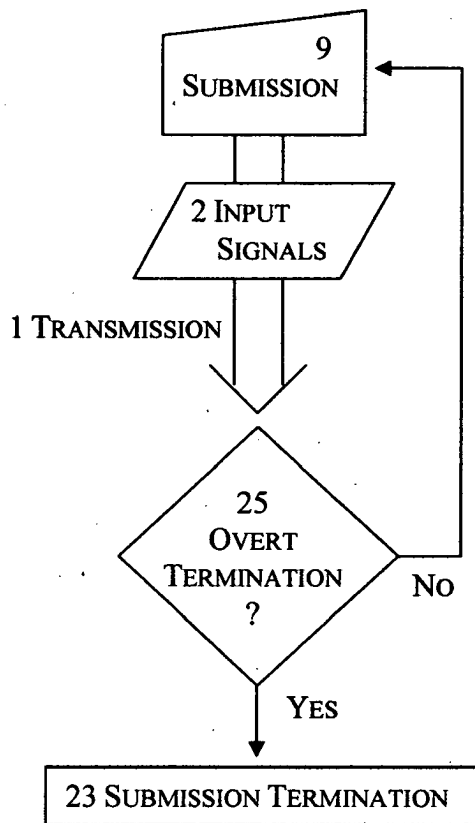 9
SUBMISSION
2 INPUT
SIGNALS
1 TRANSMISSION
25
OVERT
TERMINATION
?
NO
YES
23 SUBMISSION TERMINATION